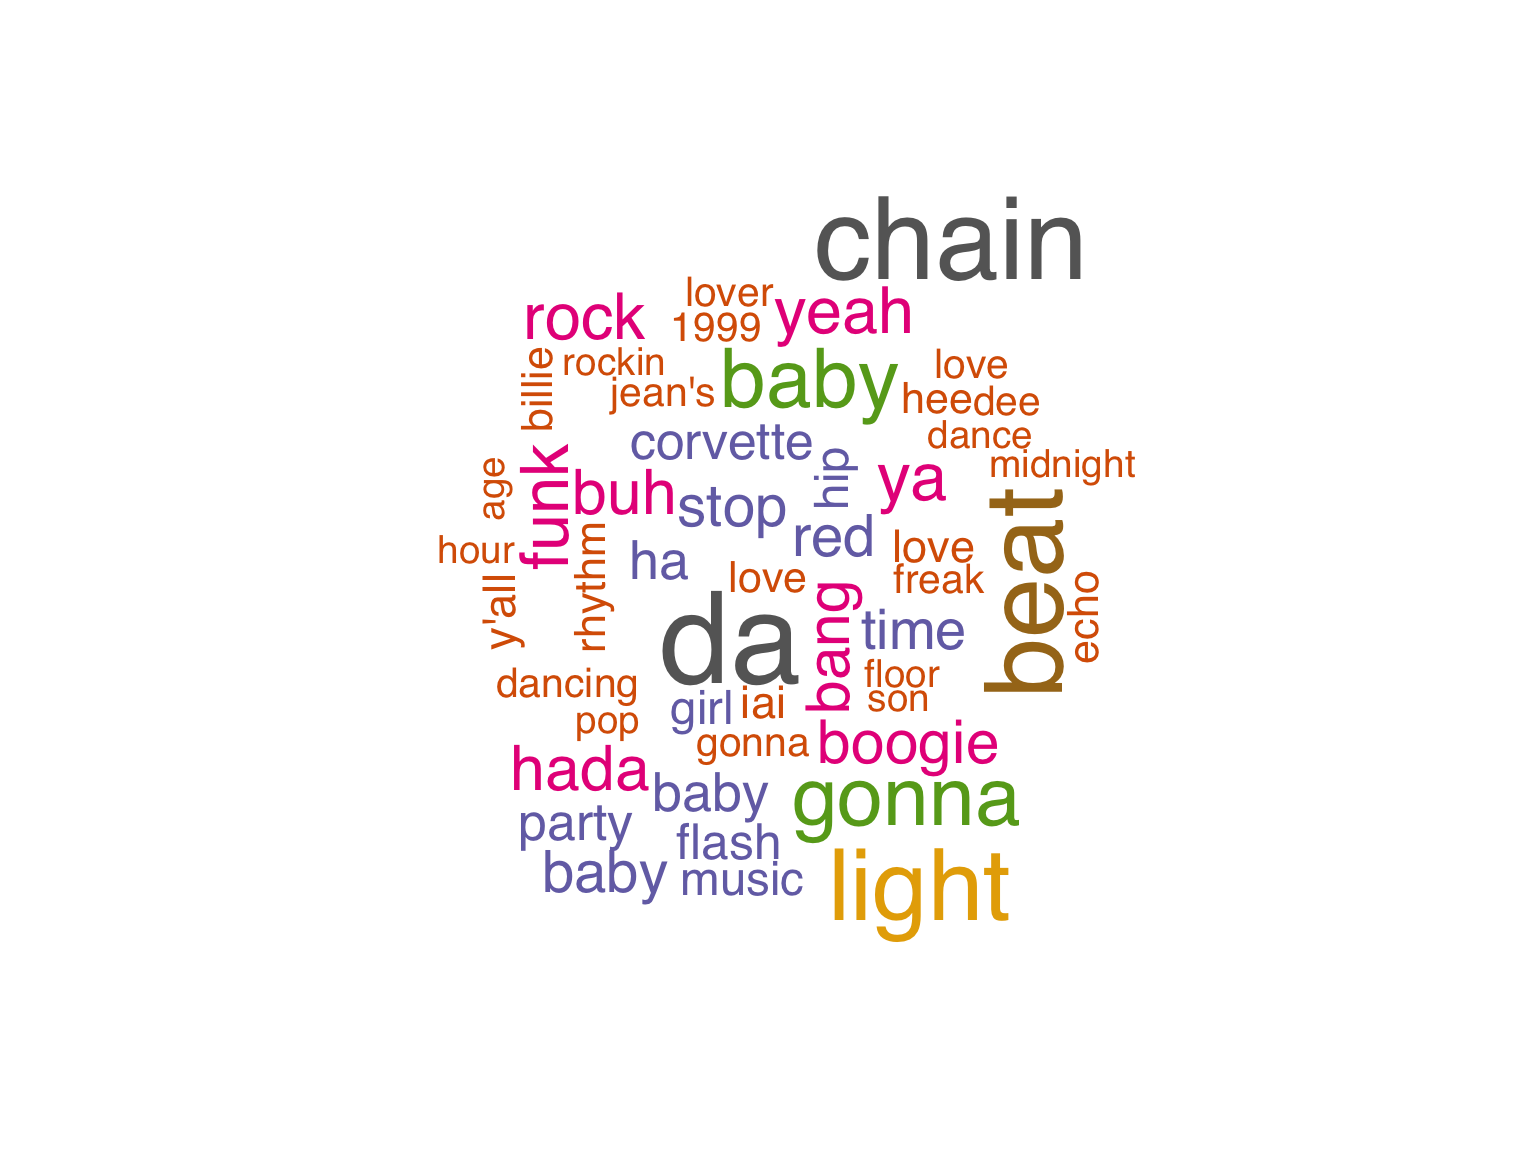 chain
lover
rock
1999
yeah
billie
rockin
jean's
baby
love
heedee
dance
corvette
midnight
age
funk
buh
stop
hip
ya
red
beat
hour
ha
rhythm
love
love
freak
y'all
echo
da
bang
time
dancing
floor
son
pop
girl
iai
gonna
boogie
hada
baby
gonna
party
flash
baby
music
light